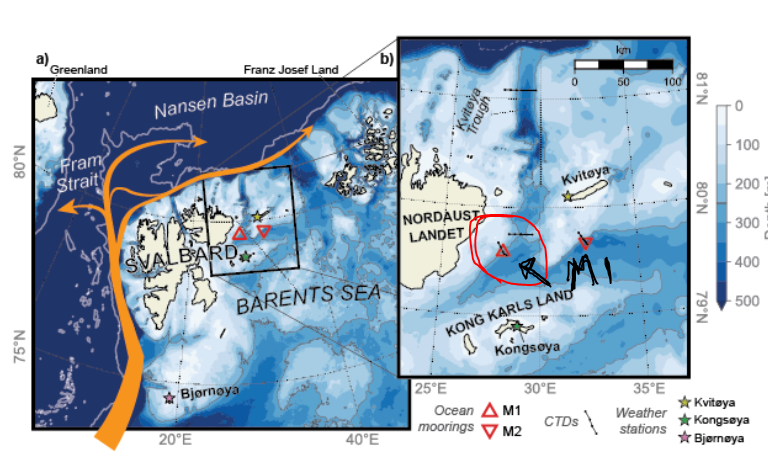 a)
Greenland
Franz Josef Land
b)
Nansen Basin
Fram
Strait
SVALBARD
BARENTS SEA
Bjørnøya
80°N
75°N
20°E
40°E
km
0 50 100
Kvitøya
Trough
Kvitøya
NORDAUST
LANDET
M1
KONG KARLS LAND
Kongsøya
81°N
80°N
79°N
25°E
30°E
35°E
0
100
200
300
400
500
Ocean
moorings
M1
M2
CTDs
Weather
stations
Kvitøya
Kongsøya
Bjørnøya